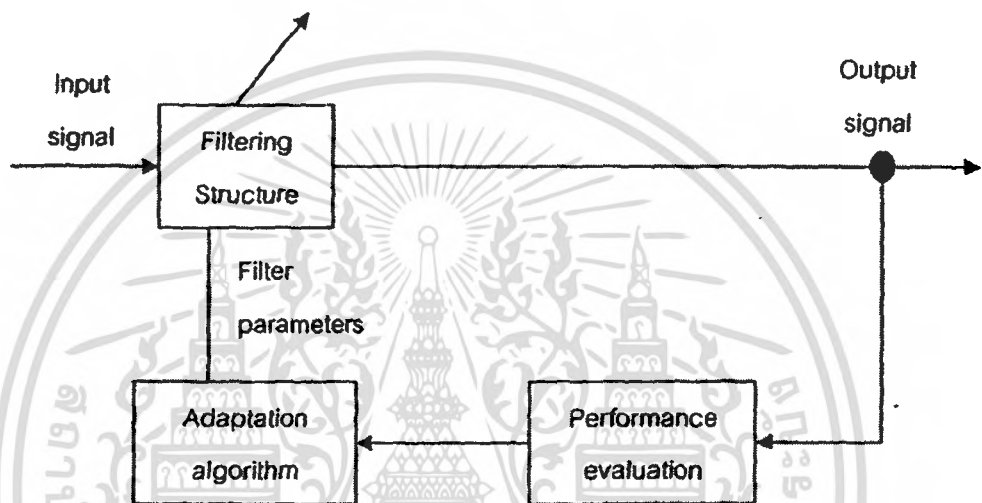 Input
signal
Filtering
Structure
Output
signal
Filter
parameters
Adaptation
algorithm
Performance
evaluation